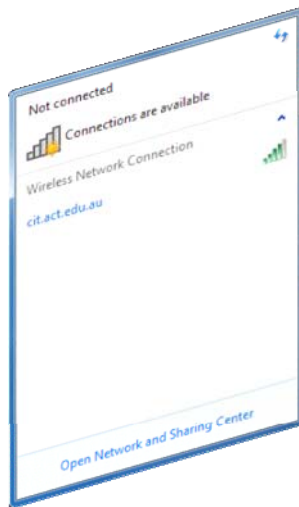 Not connected
Connections are available
Wireless Network Connection
cit.act.edu.au
Open Network and Sharing Center